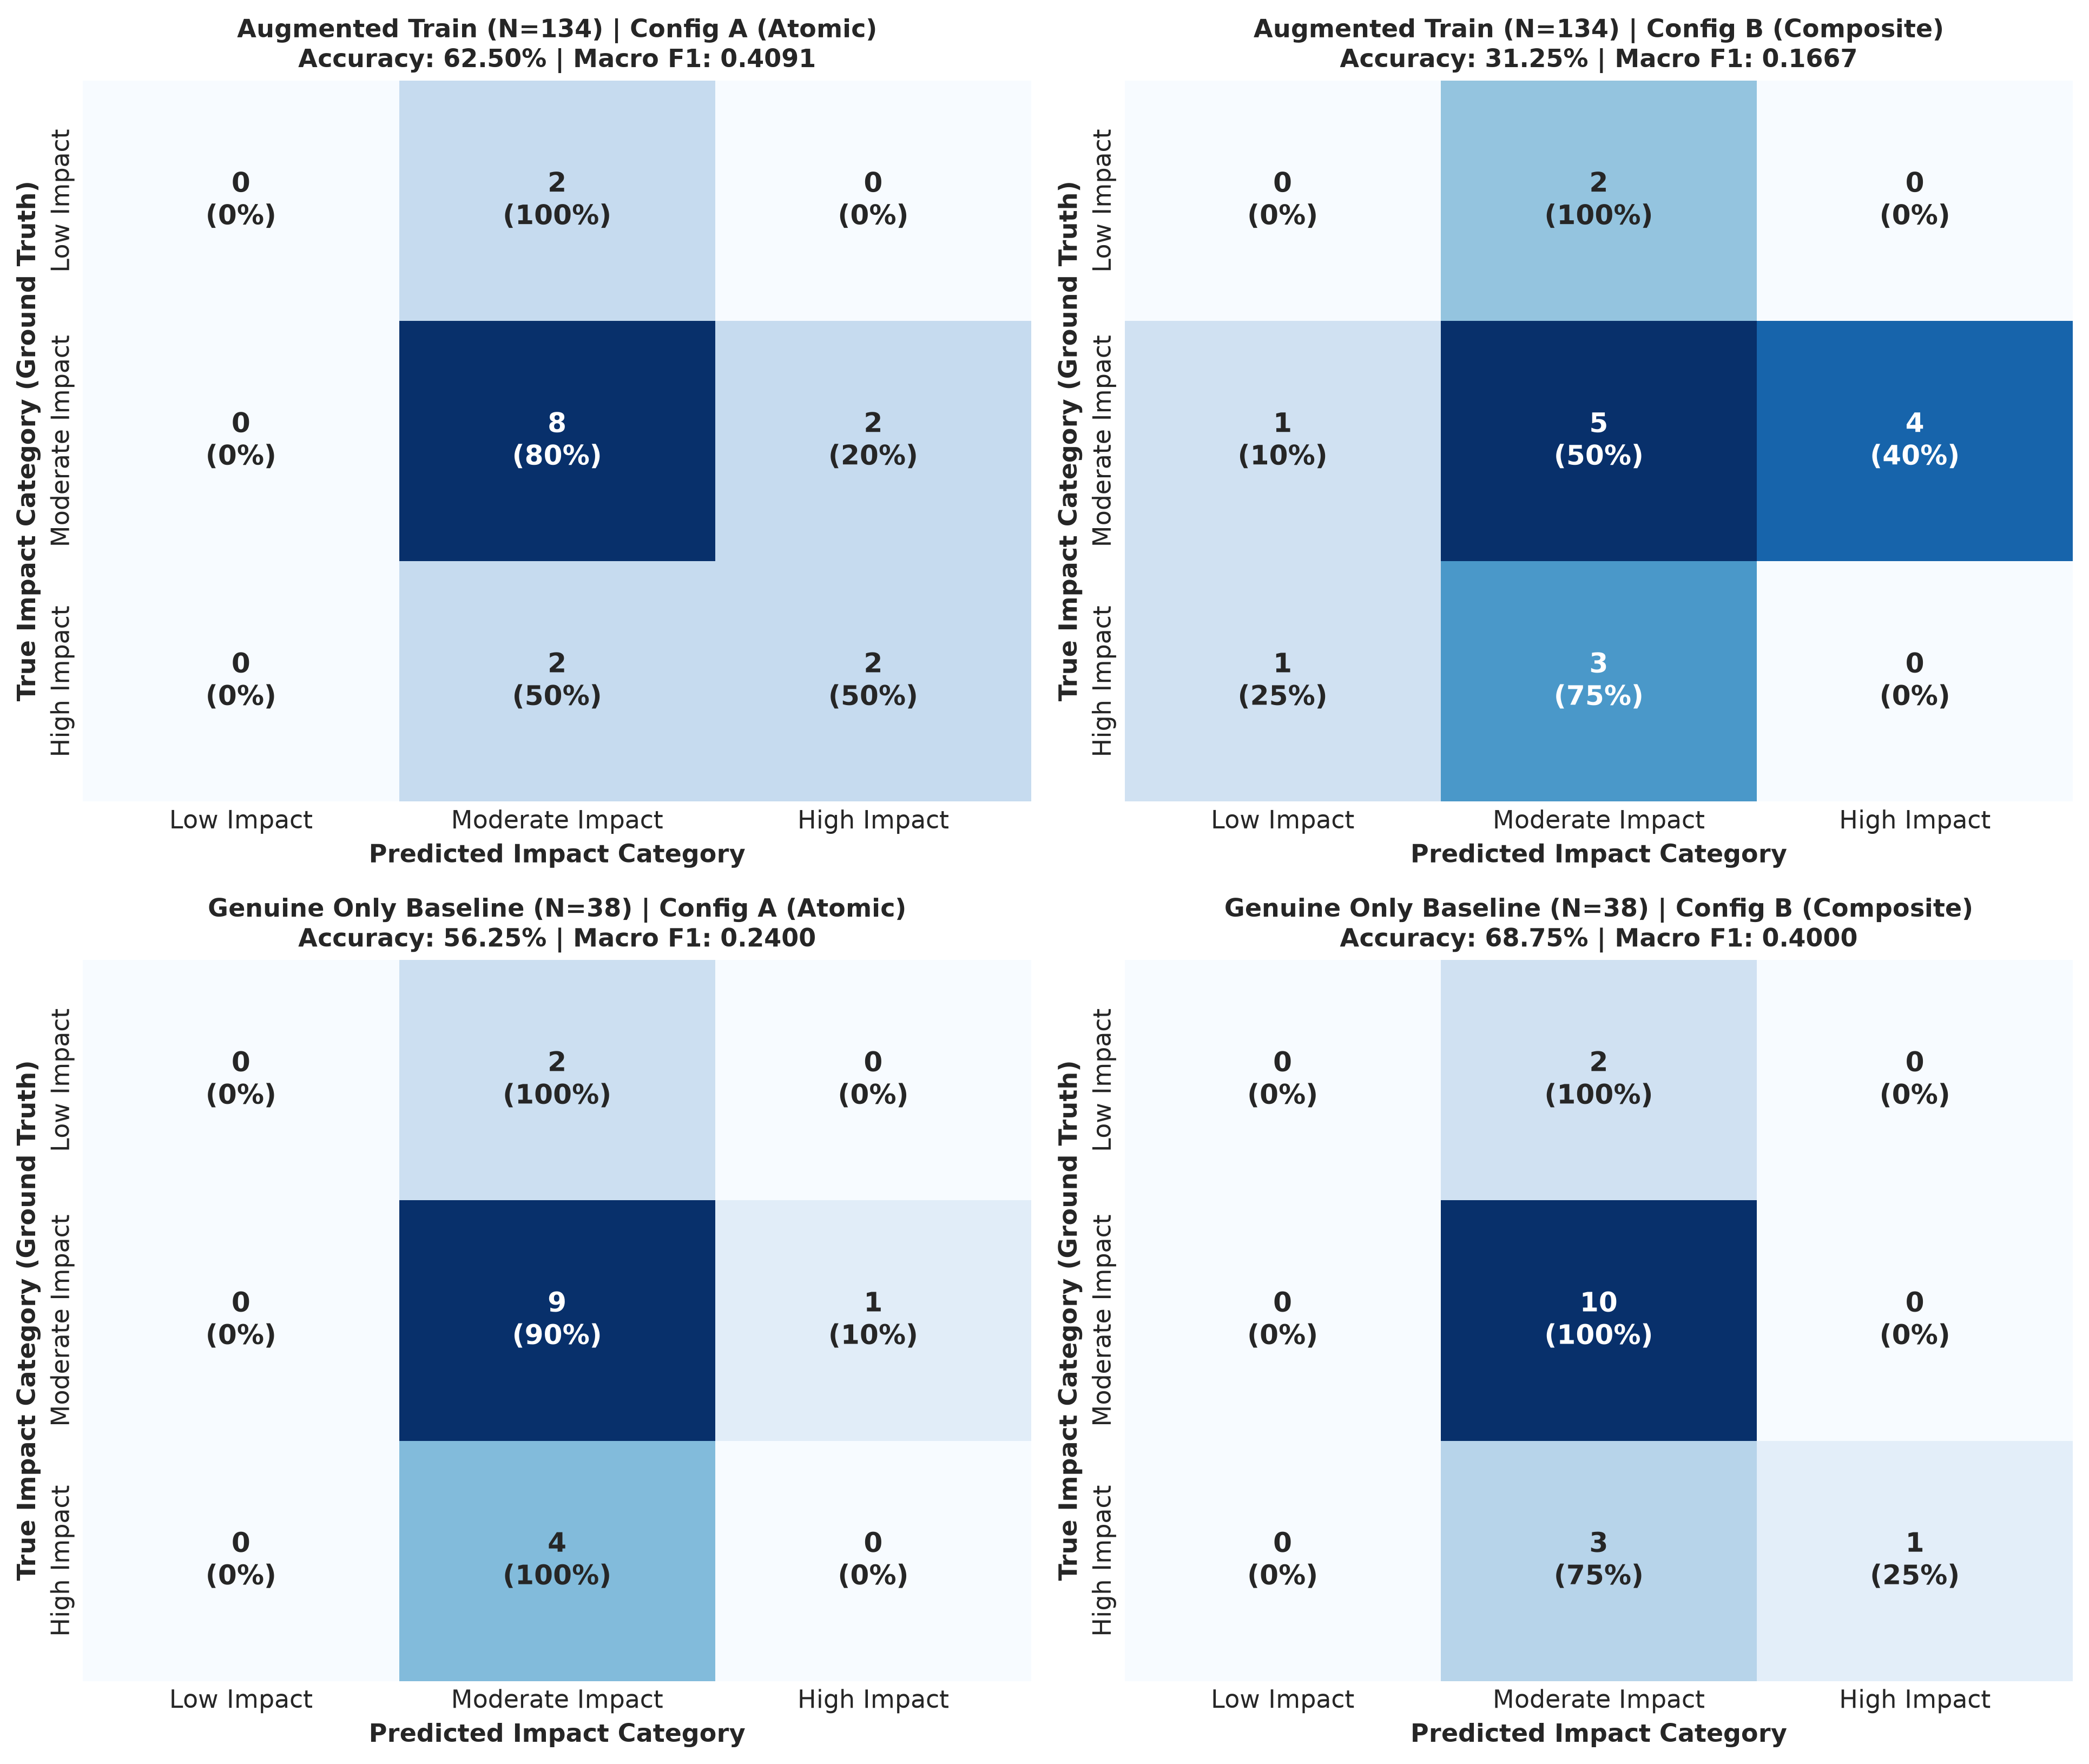 Augmented Train (N=134) | Config A (Atomic)
Accuracy: 62.50% | Macro F1: 0.4091
True Impact Category (Ground Truth)
Low Impact
Moderate Impact
High Impact
0
(0%)
2
(100%)
0
(0%)
0
(0%)
8
(80%)
2
(20%)
0
(0%)
2
(50%)
2
(50%)
Low Impact
Moderate Impact
High Impact
Predicted Impact Category
Augmented Train (N=134) | Config B (Composite)
Accuracy: 31.25% | Macro F1: 0.1667
True Impact Category (Ground Truth)
Low Impact
Moderate Impact
High Impact
0
(0%)
2
(100%)
0
(0%)
1
(10%)
5
(50%)
4
(40%)
1
(25%)
3
(75%)
0
(0%)
Low Impact
Moderate Impact
High Impact
Predicted Impact Category
Genuine Only Baseline (N=38) | Config A (Atomic)
Accuracy: 56.25% | Macro F1: 0.2400
True Impact Category (Ground Truth)
Low Impact
Moderate Impact
High Impact
0
(0%)
2
(100%)
0
(0%)
0
(0%)
9
(90%)
1
(10%)
0
(0%)
4
(100%)
0
(0%)
Low Impact
Moderate Impact
High Impact
Predicted Impact Category
Genuine Only Baseline (N=38) | Config B (Composite)
Accuracy: 68.75% | Macro F1: 0.4000
True Impact Category (Ground Truth)
Low Impact
Moderate Impact
High Impact
0
(0%)
2
(100%)
0
(0%)
0
(0%)
10
(100%)
0
(0%)
0
(0%)
3
(75%)
1
(25%)
Low Impact
Moderate Impact
High Impact
Predicted Impact Category